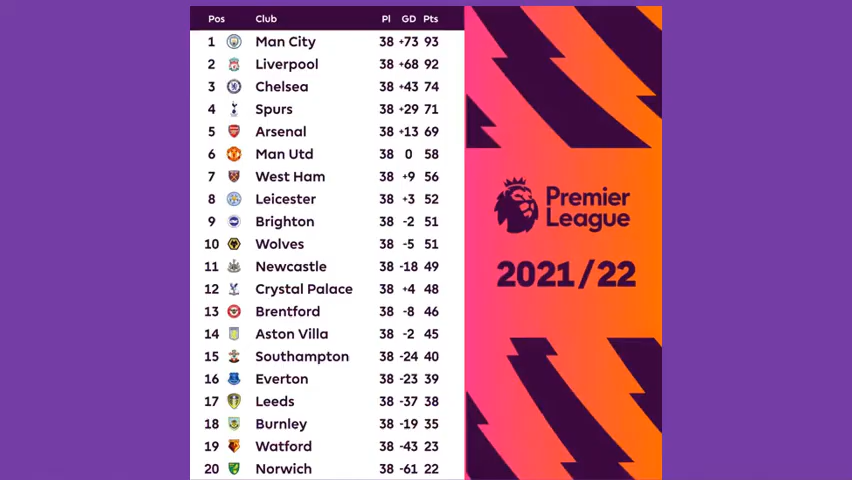 Pos Club Pl GD Pts
1 Man City 38 +73 93
2 Liverpool 38 +68 92
3 Chelsea 38 +43 74
4 Spurs 38 +29 71
5 Arsenal 38 +13 69
6 Man Utd 38 0 58
7 West Ham 38 +9 56
8 Leicester 38 +3 52
9 Brighton 38 -2 51
10 Wolves 38 -5 51
11 Newcastle 38 -18 49
12 Crystal Palace 38 +4 48
13 Brentford 38 -8 46
14 Aston Villa 38 -2 45
15 Southampton 38 -24 40
16 Everton 38 -23 39
17 Leeds 38 -37 38
18 Burnley 38 -19 35
19 Watford 38 -43 23
20 Norwich 38 -61 22
Premier
League
2021/22